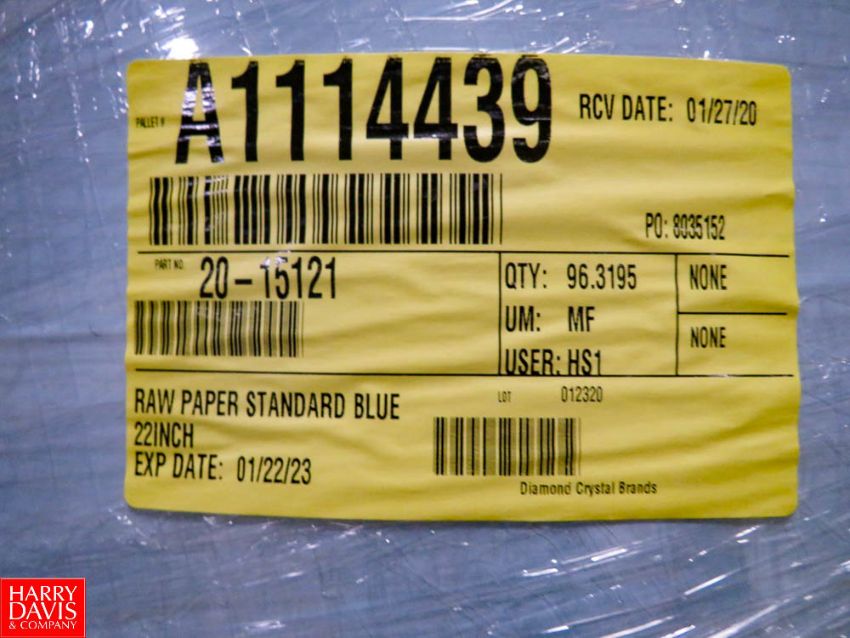 PALLET # A1114439
RCV DATE: 01/27/20
PO: 8035152
PART NO. 20-15121
QTY: 96.3195
UM: MF
USER: HS1
NONE
NONE
RAW PAPER STANDARD BLUE
22INCH
EXP DATE: 01/22/23
LOT 012320
Diamond Crystal Brands
HARRY
DAVIS
& COMPANY